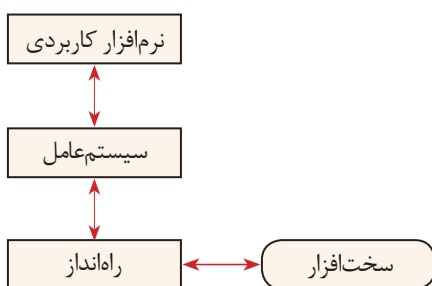 نرم‌افزار کاربردی
سیستم‌عامل
راه‌انداز
سخت‌افزار